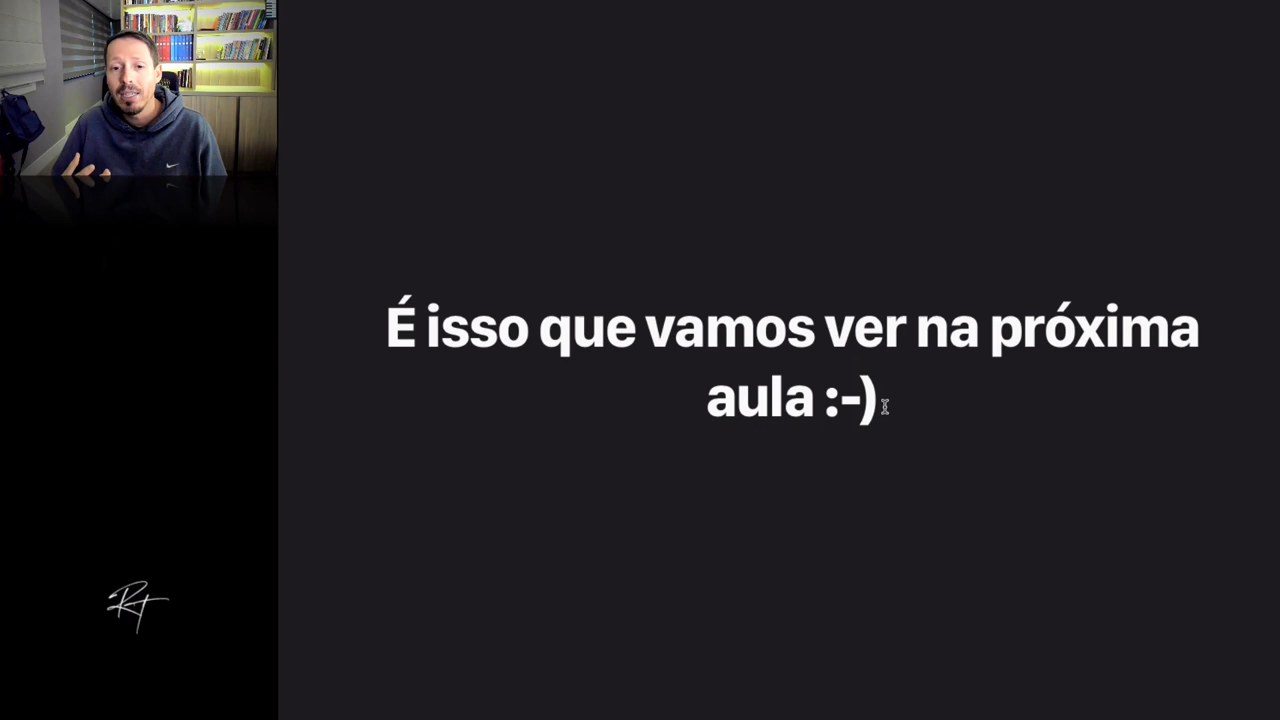 É isso que vamos ver na próxima
aula :-)